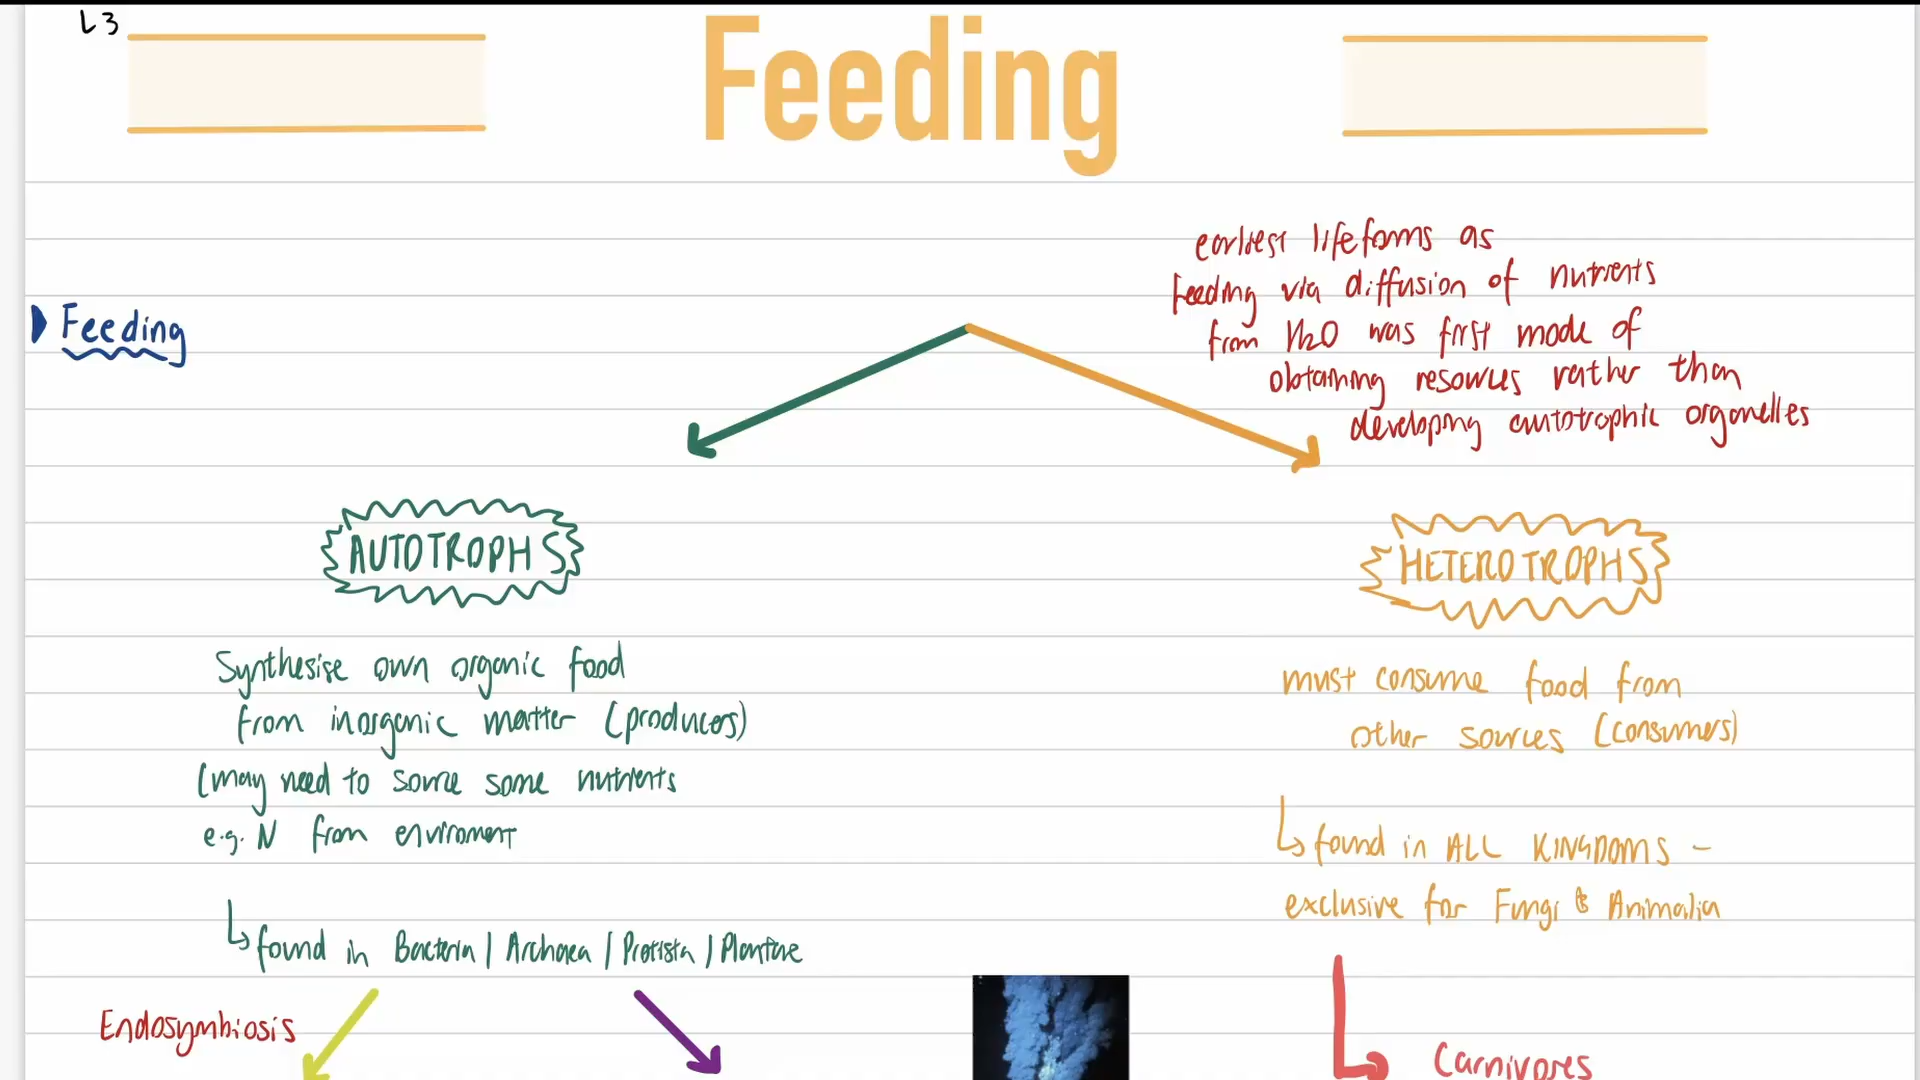 L3
Feeding
earliest lifeforms as
feeding via diffusion of nutrients
from H2O was first mode of
obtaining resources rather than
developing autotrophic organelles
Feeding
AUTOTROPHS
Synthesise own organic food
from inorganic matter (producers)
(may need to source some nutrients
e.g. N from enviroment
found in Bacteria | Archaea | Protista | Plantae
Endosymbiosis
HETEROTROPHS
must consume food from
other sources (consumers)
found in ALL KINGDOMS -
exclusive for Fungi & Animalia
Carnivores